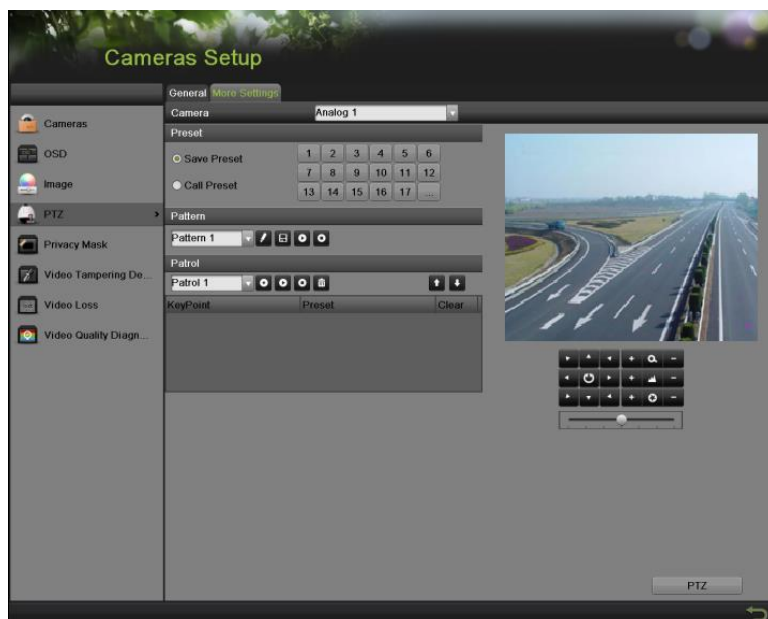 Cameras Setup
General More Settings
Camera Analog 1
Preset
Save Preset
Call Preset
1 2 3 4 5 6
7 8 9 10 11 12
13 14 15 16 17 ...
Pattern
Pattern 1
Patrol
Patrol 1
KeyPoint Preset Clear
Cameras
OSD
Image
PTZ
Privacy Mask
Video Tampering De...
Video Loss
Video Quality Diagn...
PTZ